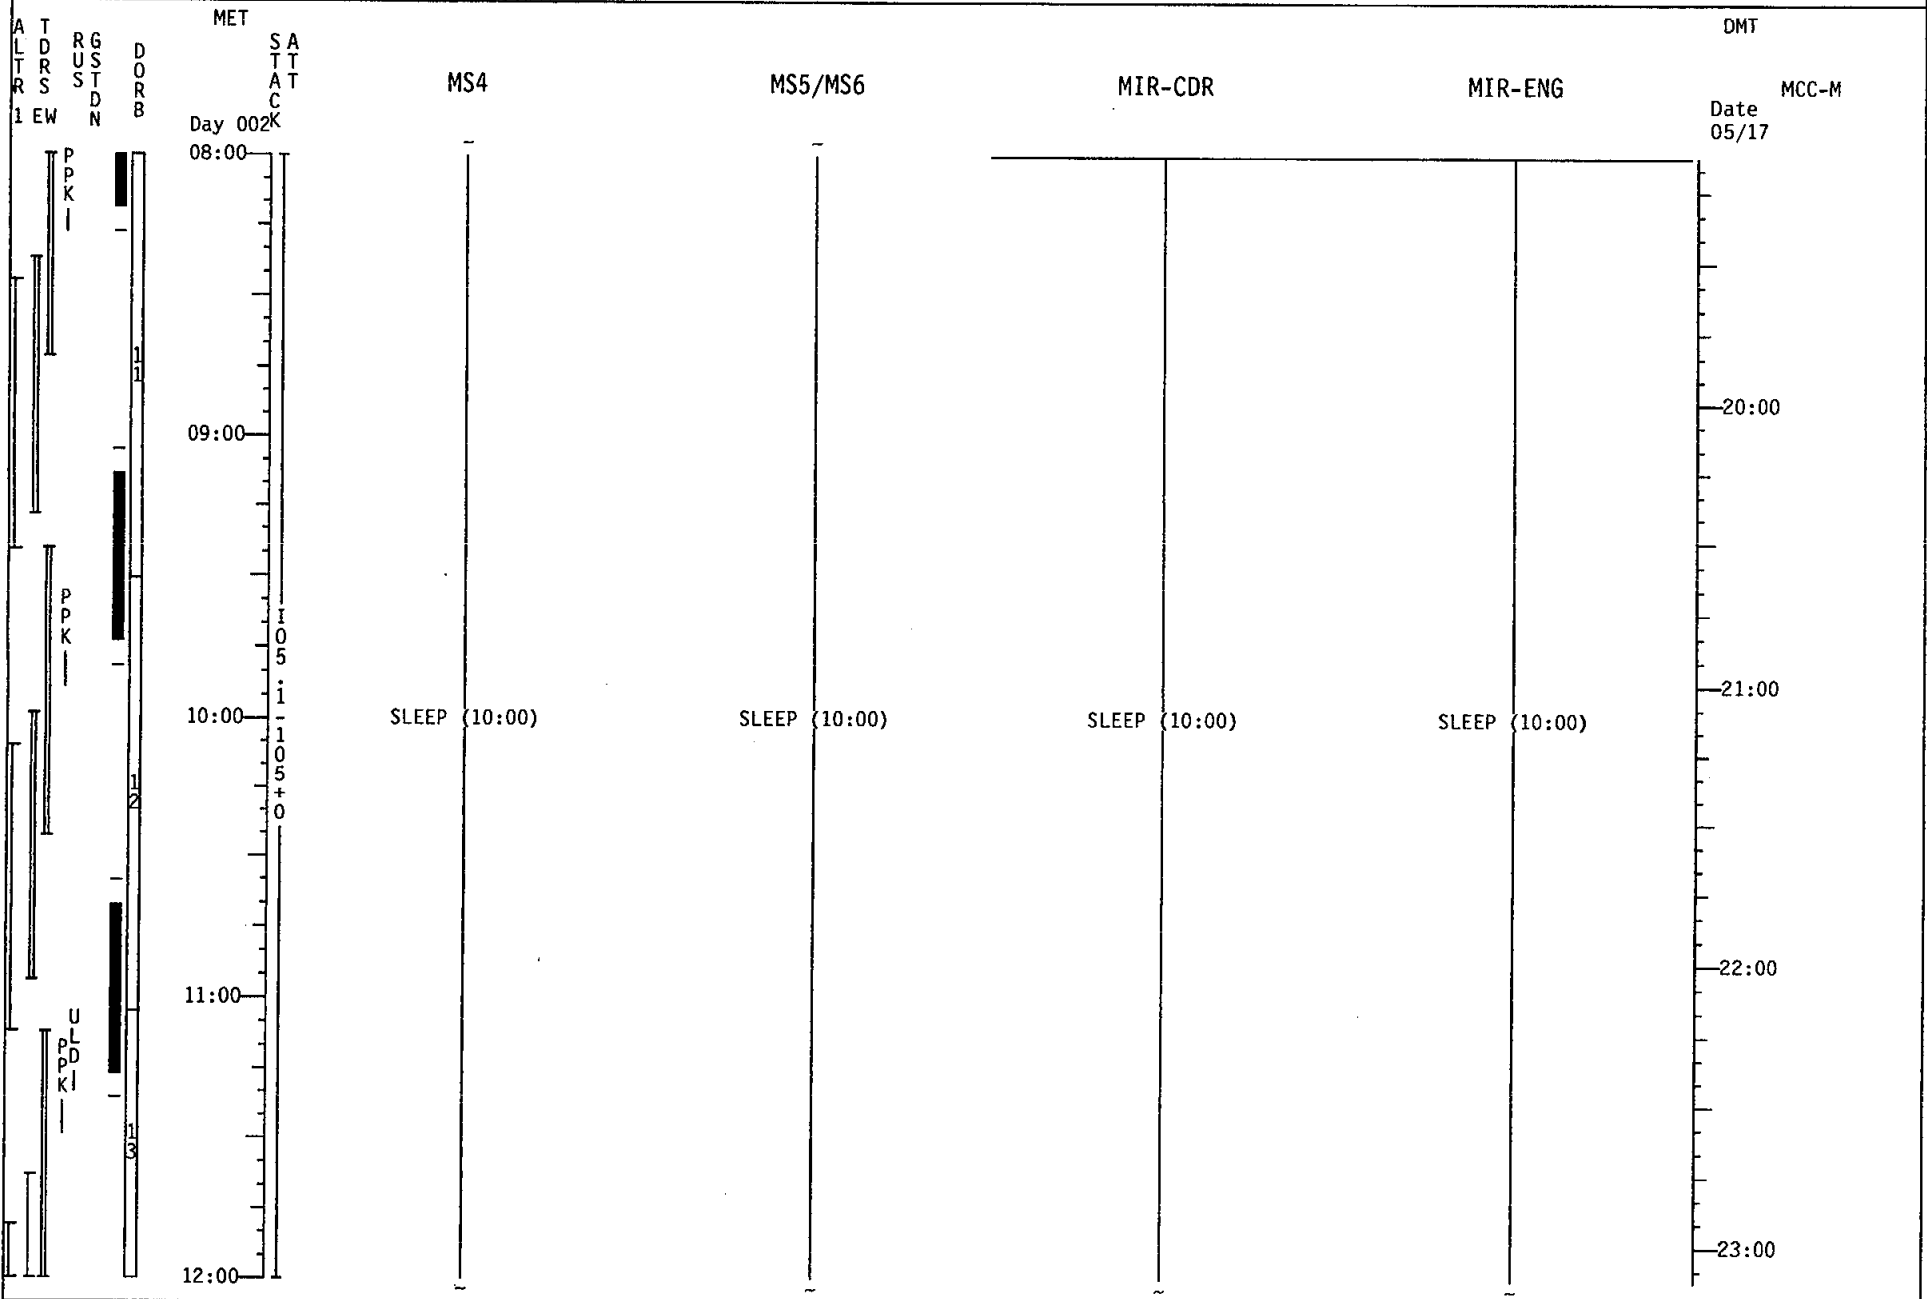 MET
DMT
ALTR 1
TDRS EW
RUS
GSTDN
DORB
STACK
ATT
MS4
MS5/MS6
MIR-CDR
MIR-ENG
MCC-M
Day 002
Date
05/17
08:00
PPK
11
20:00
09:00
PPK
I05.1-105+0
21:00
10:00
SLEEP (10:00)
SLEEP (10:00)
SLEEP (10:00)
SLEEP (10:00)
12
22:00
11:00
ULD
PPK
13
23:00
12:00